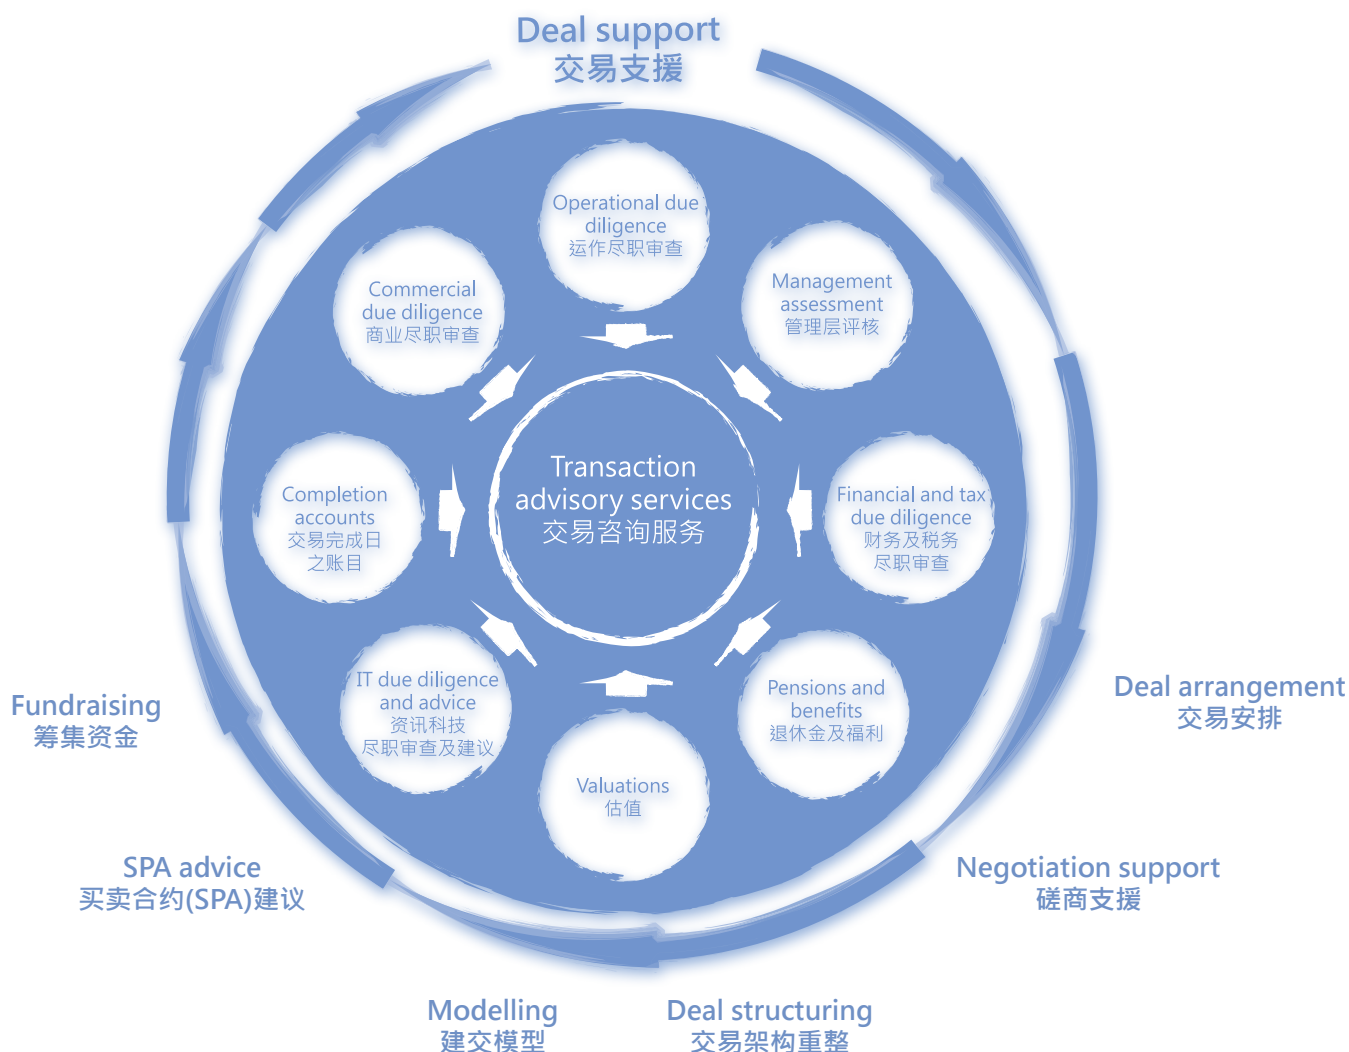 Deal support
交易支援
Operational due
diligence
运作尽职审查
Commercial
due diligence
商业尽职审查
Management
assessment
管理层评核
Transaction
advisory services
交易咨询服务
Completion
accounts
交易完成日
之账目
Financial and tax
due diligence
财务及税务
尽职审查
IT due diligence
and advice
资讯科技
尽职审查及建议
Pensions and
benefits
退休金及福利
Valuations
估值
Fundraising
筹集资金
Deal arrangement
交易安排
SPA advice
买卖合约(SPA)建议
Negotiation support
磋商支援
Modelling
建交模型
Deal structuring
交易架构重整